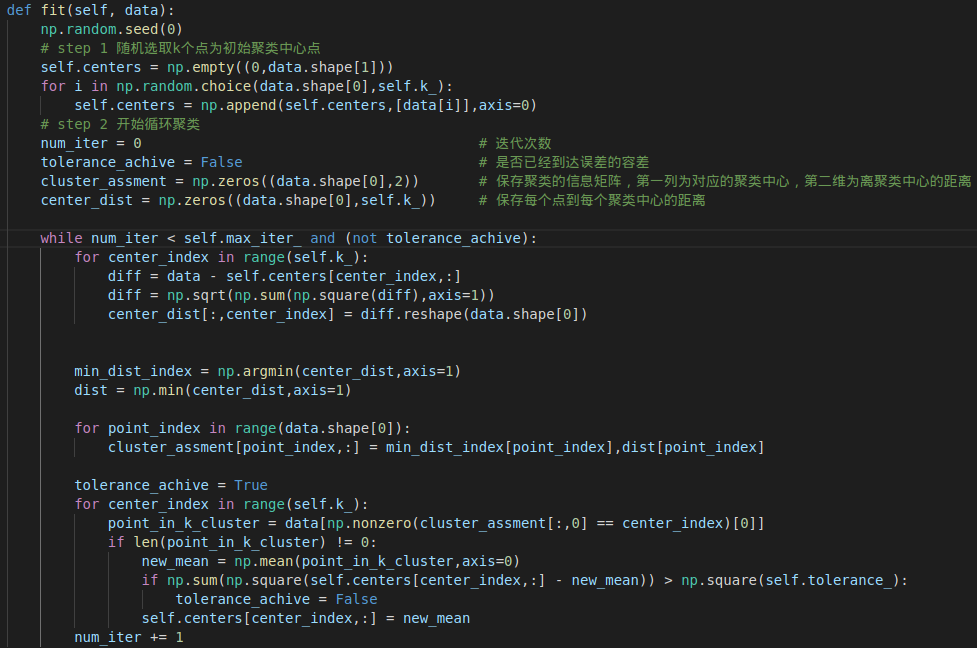 def fit(self, data):
    np.random.seed(0)
    # step 1 随机选取k个点为初始聚类中心点
    self.centers = np.empty((0,data.shape[1]))
    for i in np.random.choice(data.shape[0],self.k_):
        self.centers = np.append(self.centers,[data[i]],axis=0)
    # step 2 开始循环聚类
    num_iter = 0                                        # 迭代次数
    tolerance_achive = False                            # 是否已经到达误差的容差
    cluster_assment = np.zeros((data.shape[0],2))       # 保存聚类的信息矩阵，第一列为对应的聚类中心，第二维为离聚类中心的距离
    center_dist = np.zeros((data.shape[0],self.k_))     # 保存每个点到每个聚类中心的距离
    while num_iter < self.max_iter_ and (not tolerance_achive):
        for center_index in range(self.k_):
            diff = data - self.centers[center_index,:]
            diff = np.sqrt(np.sum(np.square(diff),axis=1))
            center_dist[:,center_index] = diff.reshape(data.shape[0])
        min_dist_index = np.argmin(center_dist,axis=1)
        dist = np.min(center_dist,axis=1)
        for point_index in range(data.shape[0]):
            cluster_assment[point_index,:] = min_dist_index[point_index],dist[point_index]
        tolerance_achive = True
        for center_index in range(self.k_):
            point_in_k_cluster = data[np.nonzero(cluster_assment[:,0] == center_index)[0]]
            if len(point_in_k_cluster) != 0:
                new_mean = np.mean(point_in_k_cluster,axis=0)
                if np.sum(np.square(self.centers[center_index,:] - new_mean)) > np.square(self.tolerance_):
                    tolerance_achive = False
                self.centers[center_index,:] = new_mean
        num_iter += 1